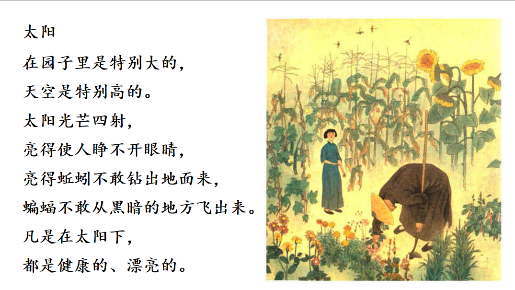 太阳
在园子里是特别大的，
天空是特别高的。
太阳光芒四射，
亮得使人睁不开眼睛，
亮得蚯蚓不敢钻出地面来，
蝙蝠不敢从黑暗的地方飞出来。
凡是在太阳下，
都是健康的、漂亮的。